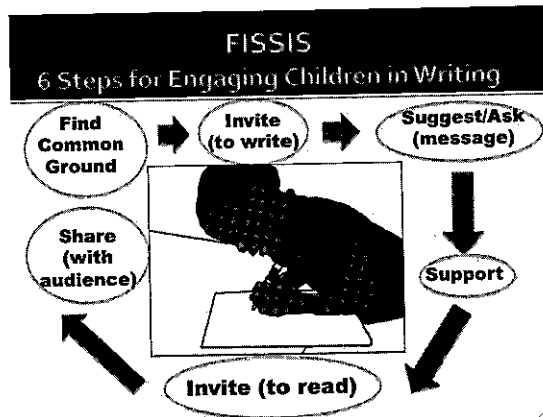 FISSIS
6 Steps for Engaging Children in Writing
Find
Common
Ground
Invite
(to write)
Suggest/Ask
(message)
Support
Invite (to read)
Share
(with
audience)